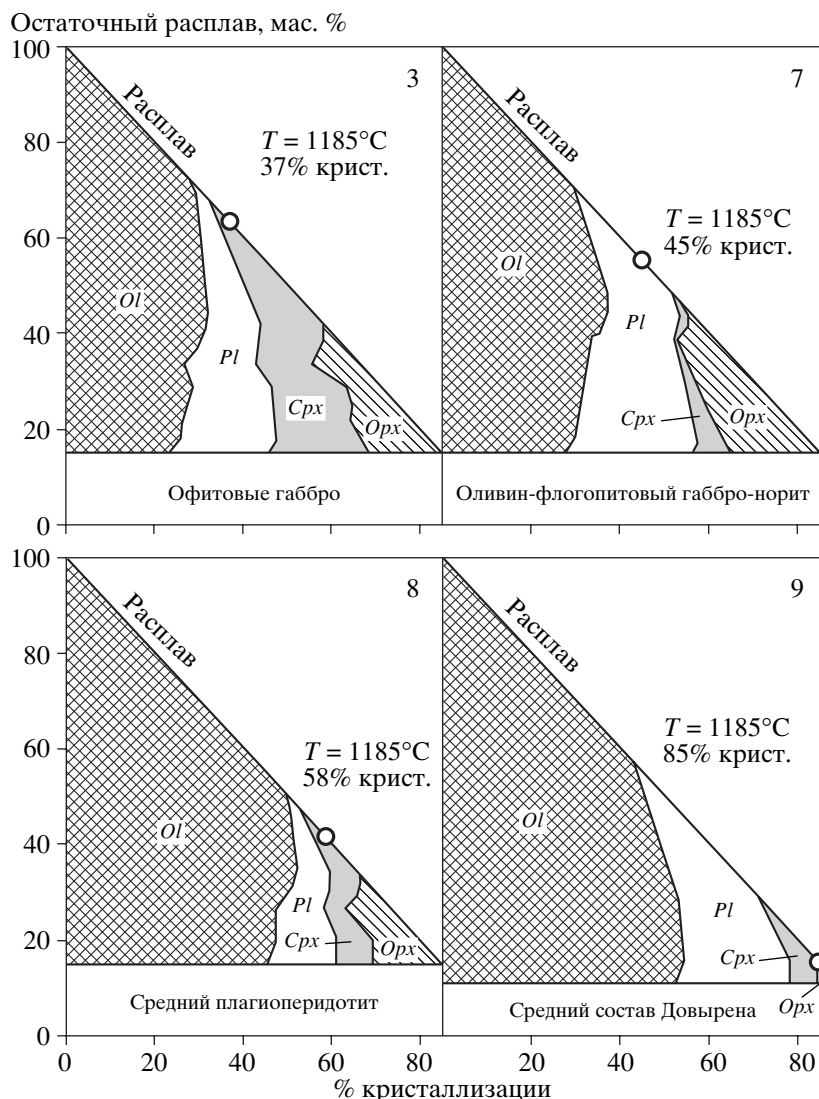 Остаточный расплав, мас. %
100
80
60
40
20
0
3
Расплав
T = 1185°C
37% крист.
Ol
Pl
Cpx
Opx
Офитовые габбро
7
Расплав
T = 1185°C
45% крист.
Ol
Pl
Cpx
Opx
Оливин-флогопитовый габбро-норит
100
80
60
40
20
0
8
Расплав
T = 1185°C
58% крист.
Ol
Pl
Cpx
Opx
Средний плагиоперидотит
9
Расплав
T = 1185°C
85% крист.
Ol
Pl
Cpx
Opx
Средний состав Довырена
0 20 40 60 80 20 40 60 80
% кристаллизации